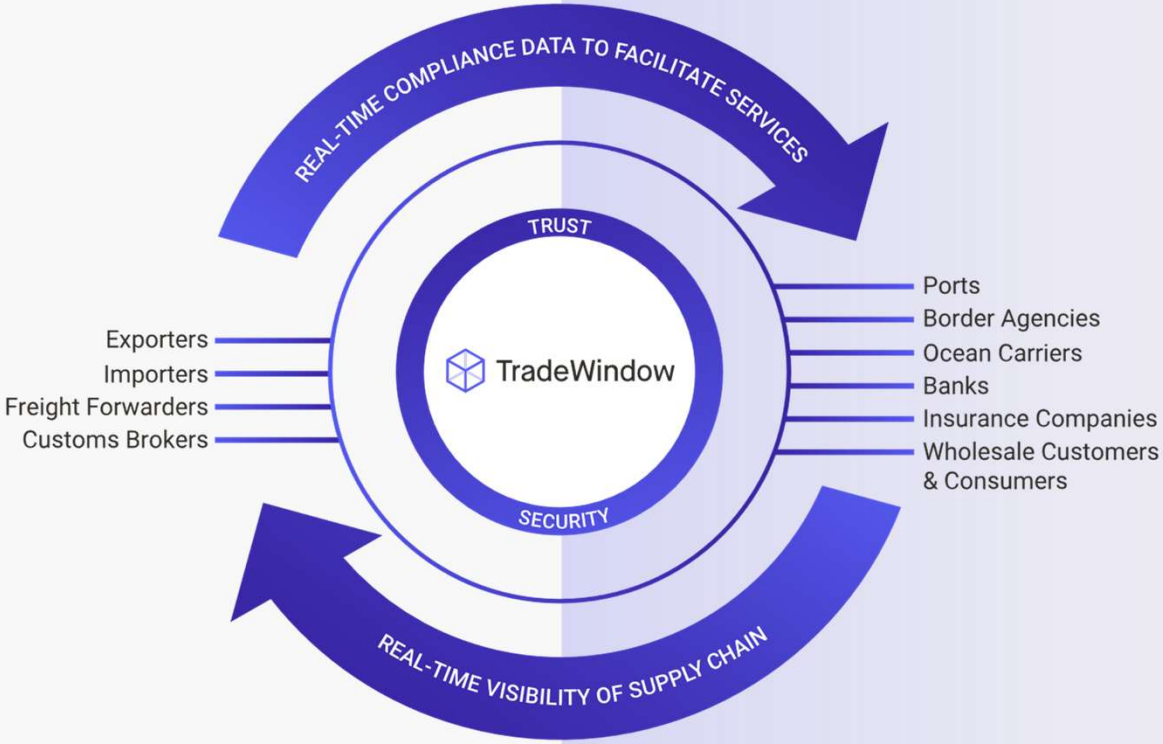 REAL-TIME COMPLIANCE DATA TO FACILITATE SERVICES
TRUST
Exporters
Importers
Freight Forwarders
Customs Brokers
TradeWindow
Ports
Border Agencies
Ocean Carriers
Banks
Insurance Companies
Wholesale Customers
& Consumers
SECURITY
REAL-TIME VISIBILITY OF SUPPLY CHAIN